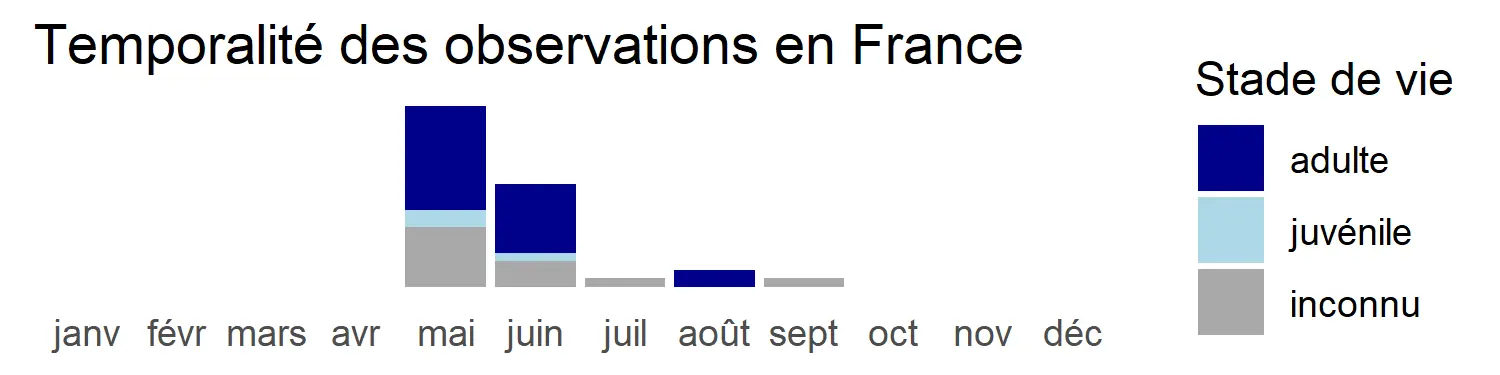 Temporalité des observations en France
Stade de vie
adulte
juvénile
inconnu
janv févr mars avr mai juin juil août sept oct nov déc